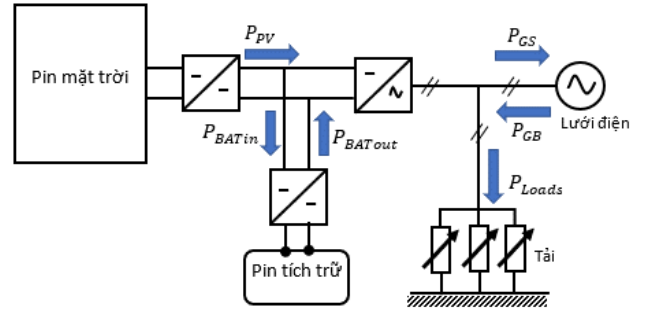 P_PV
P_GS
Pin mặt trời
P_BATin
P_BATout
P_GB
Lưới điện
P_Loads
Pin tích trữ
Tải